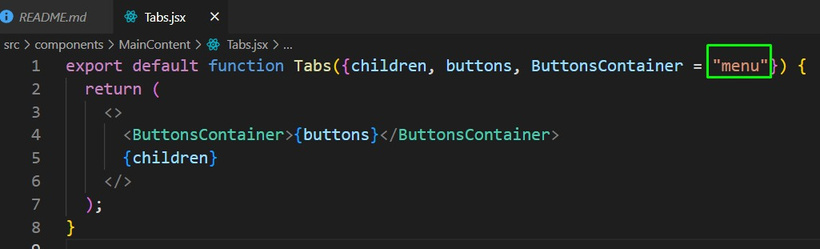 README.md Tabs.jsx
src > components > MainContent > Tabs.jsx > ...
1 export default function Tabs({children, buttons, ButtonsContainer = "menu"}) {
2 return (
3 <>
4 <ButtonsContainer>{buttons}</ButtonsContainer>
5 {children}
6 </>
7 );
8 }
9